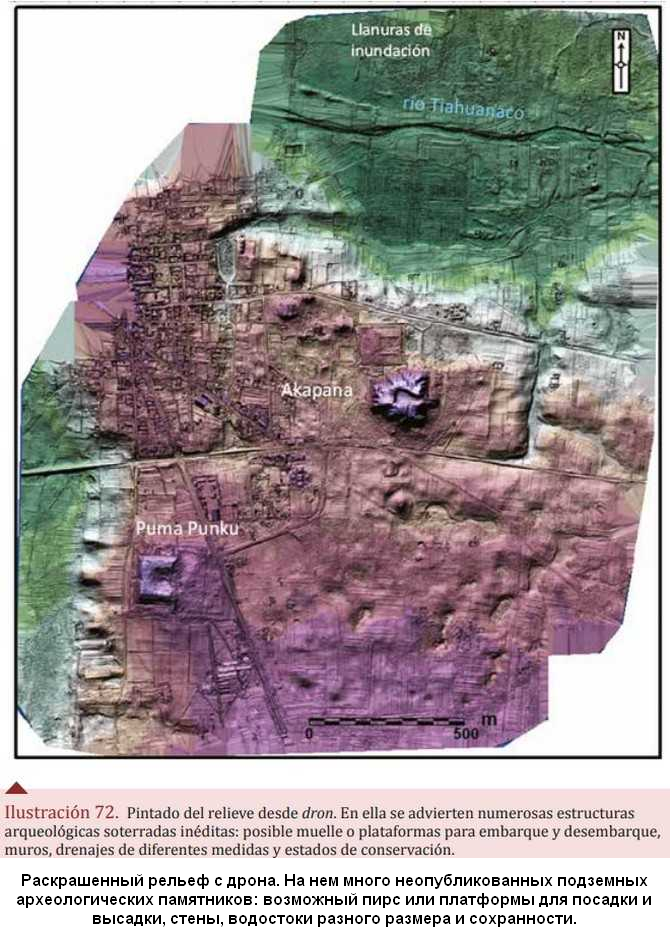 Llanuras de
inundación
N
río Tiahuanaco
Akapana
Puma Punku
0 500 m
Ilustración 72. Pintado del relieve desde dron. En ella se advierten numerosas estructuras
arqueológicas soterradas inéditas: posible muelle o plataformas para embarque y desembarque,
muros, drenajes de diferentes medidas y estados de conservación.
Раскрашенный рельеф с дрона. На нем много неопубликованных подземных
археологических памятников: возможный пирс или платформы для посадки и
высадки, стены, водостоки разного размера и сохранности.